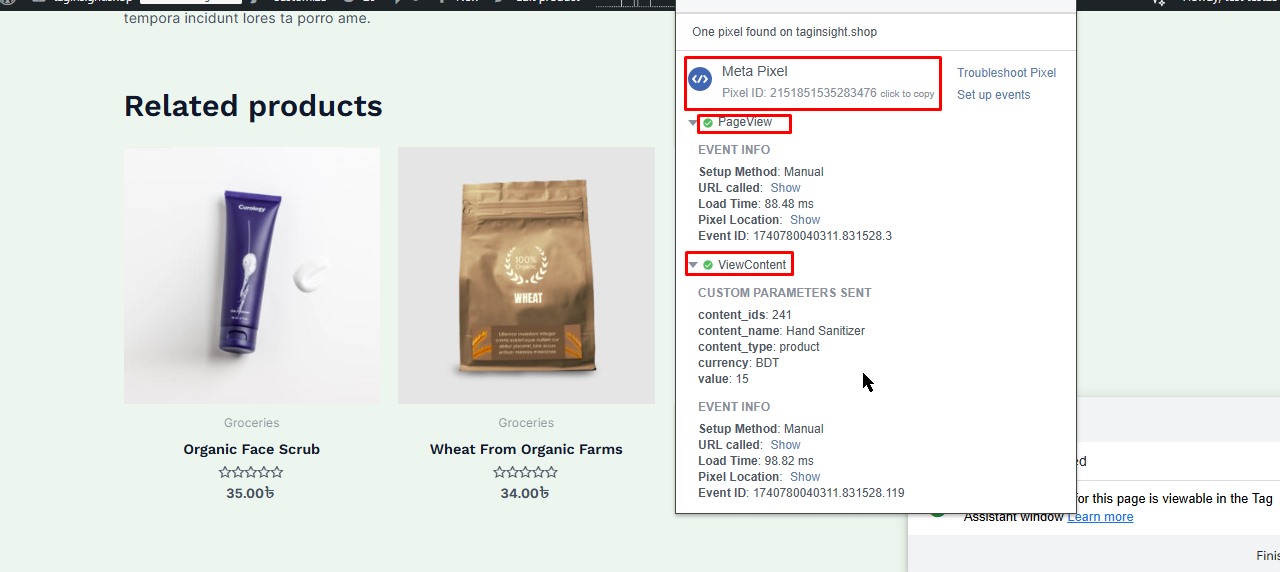 tempora incidunt lores ta porro ame.
Related products
Curology
100%
Organic
WHEAT
Groceries
Organic Face Scrub
35.00৳
Groceries
Wheat From Organic Farms
34.00৳
One pixel found on taginsight.shop
Meta Pixel
Pixel ID: 2151851535283476 click to copy
Troubleshoot Pixel
Set up events
PageView
EVENT INFO
Setup Method: Manual
URL called: Show
Load Time: 88.48 ms
Pixel Location: Show
Event ID: 1740780040311.831528.3
ViewContent
CUSTOM PARAMETERS SENT
content_ids: 241
content_name: Hand Sanitizer
content_type: product
currency: BDT
value: 15
EVENT INFO
Setup Method: Manual
URL called: Show
Load Time: 98.82 ms
Pixel Location: Show
Event ID: 1740780040311.831528.119
for this page is viewable in the Tag
Assistant window Learn more